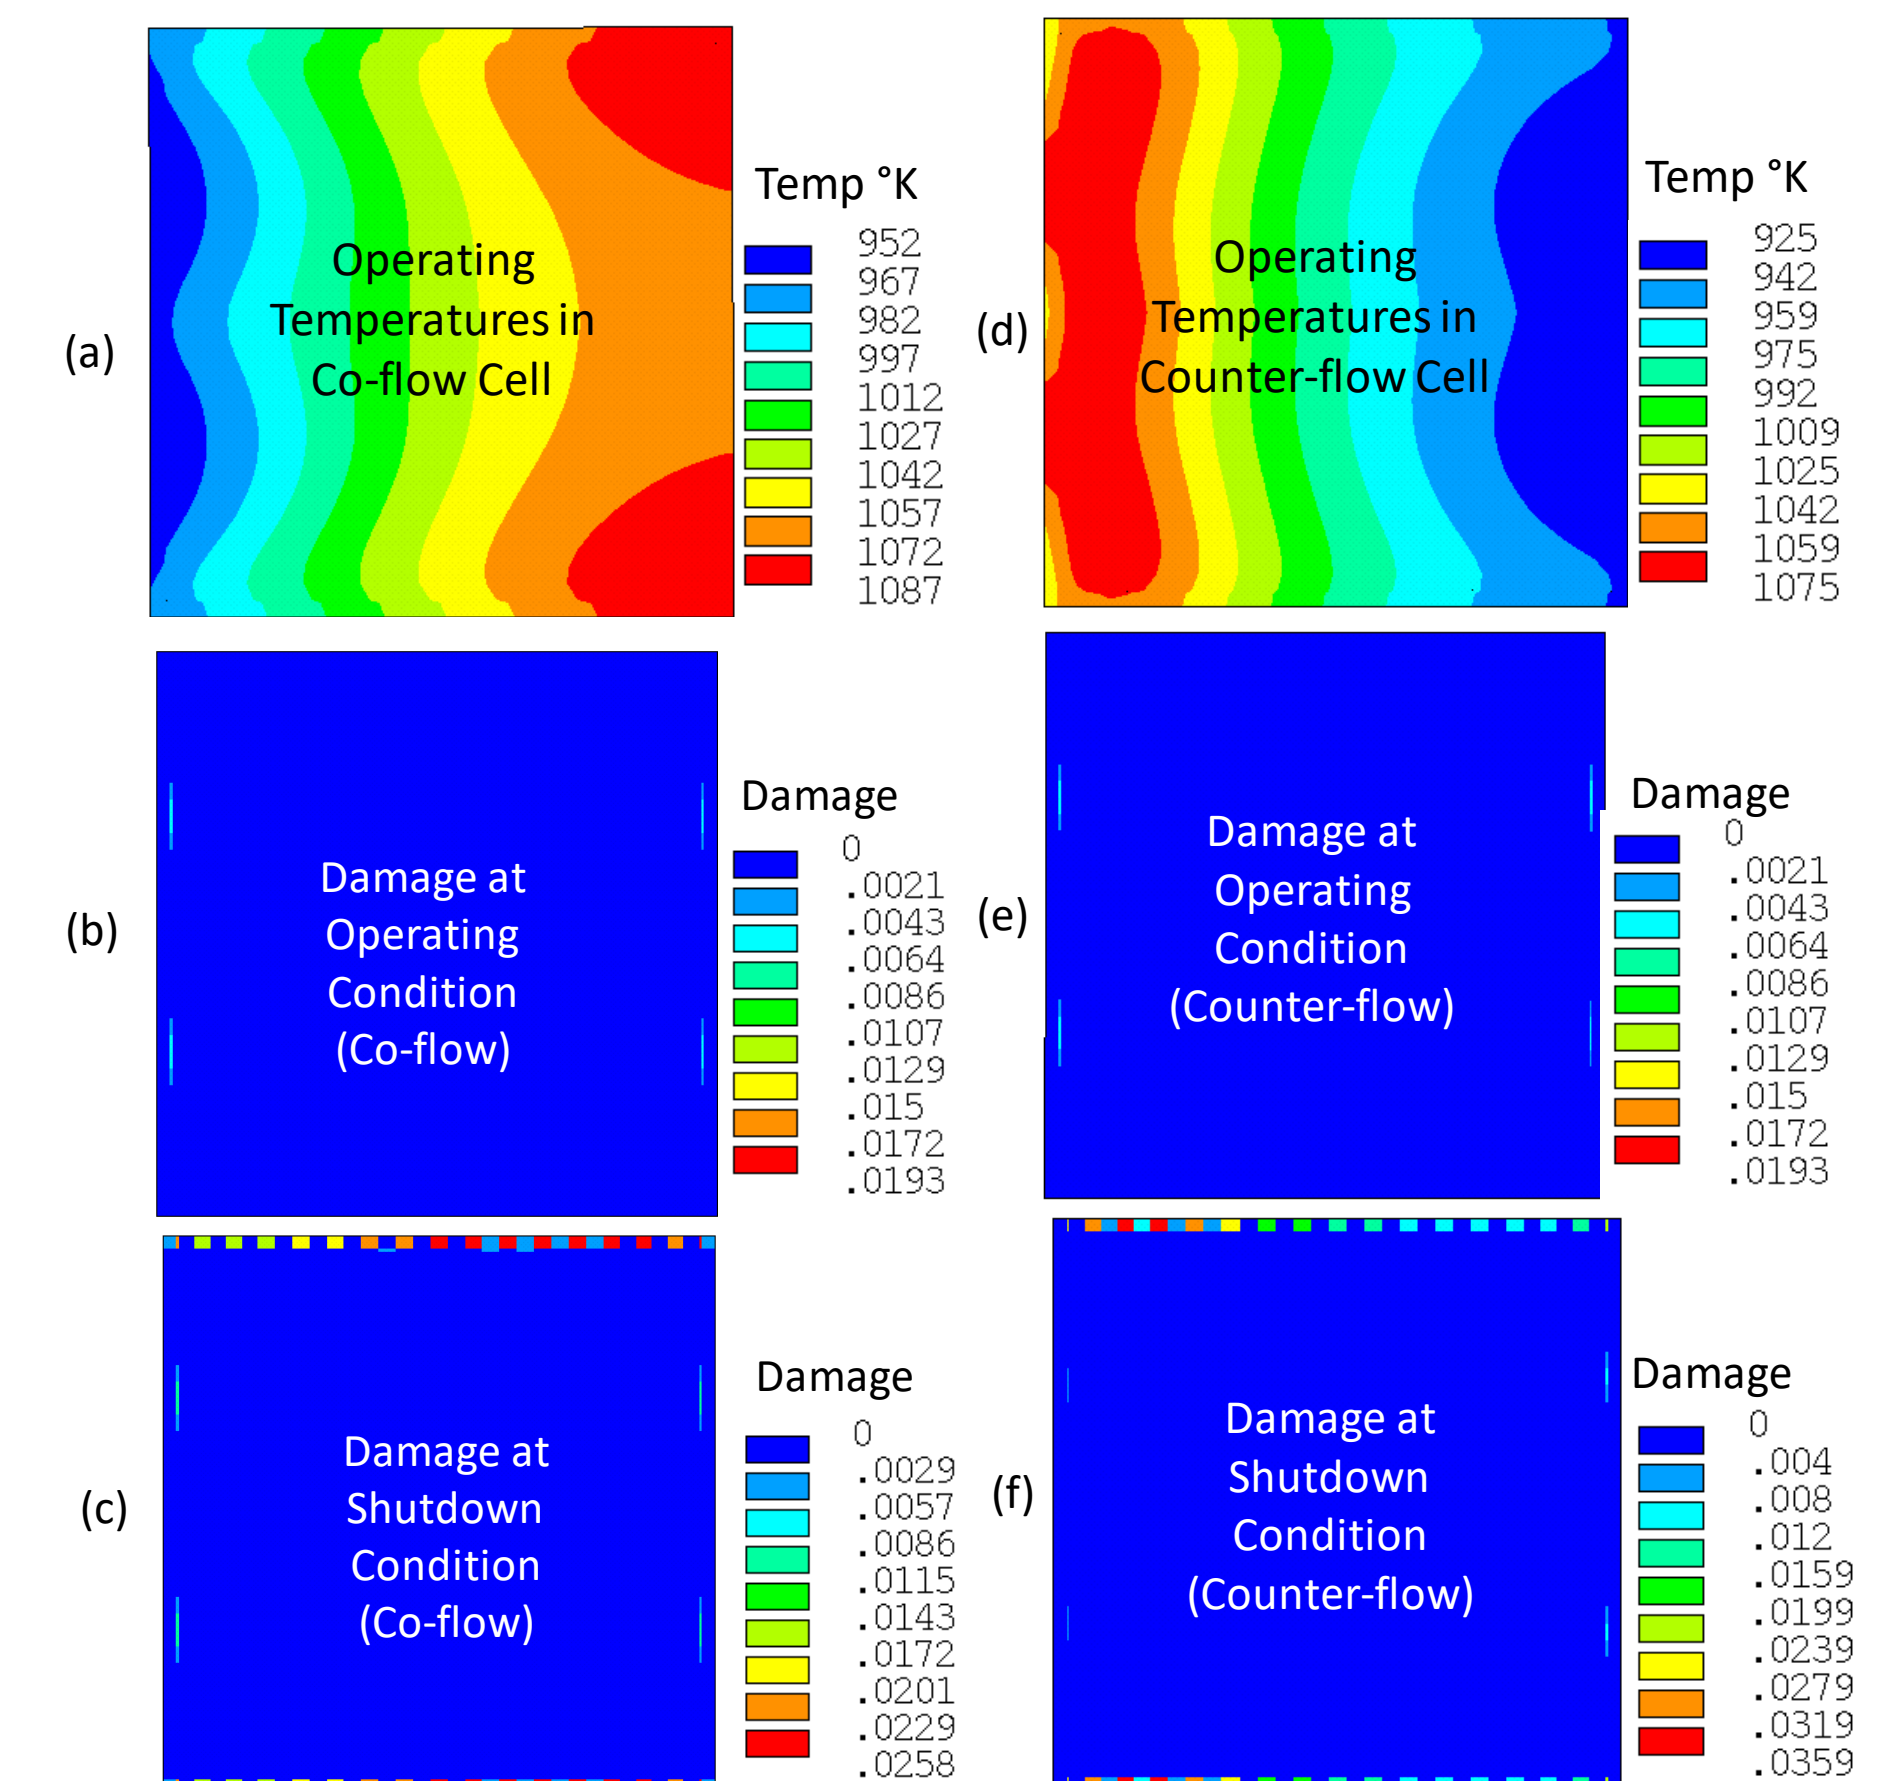 Temp °K
952
967
982
997
1012
1027
1042
1057
1072
1087
Operating
Temperatures in
Co-flow Cell
(a)
Temp °K
925
942
959
975
992
1009
1025
1042
1059
1075
Operating
Temperatures in
Counter-flow Cell
(d)
Damage
0
.0021
.0043
.0064
.0086
.0107
.0129
.015
.0172
.0193
Damage at
Operating
Condition
(Co-flow)
(b)
Damage
0
.0021
.0043
.0064
.0086
.0107
.0129
.015
.0172
.0193
Damage at
Operating
Condition
(Counter-flow)
(e)
Damage
0
.0029
.0057
.0086
.0115
.0143
.0172
.0201
.0229
.0258
Damage at
Shutdown
Condition
(Co-flow)
(c)
Damage
0
.004
.008
.012
.0159
.0199
.0239
.0279
.0319
.0359
Damage at
Shutdown
Condition
(Counter-flow)
(f)